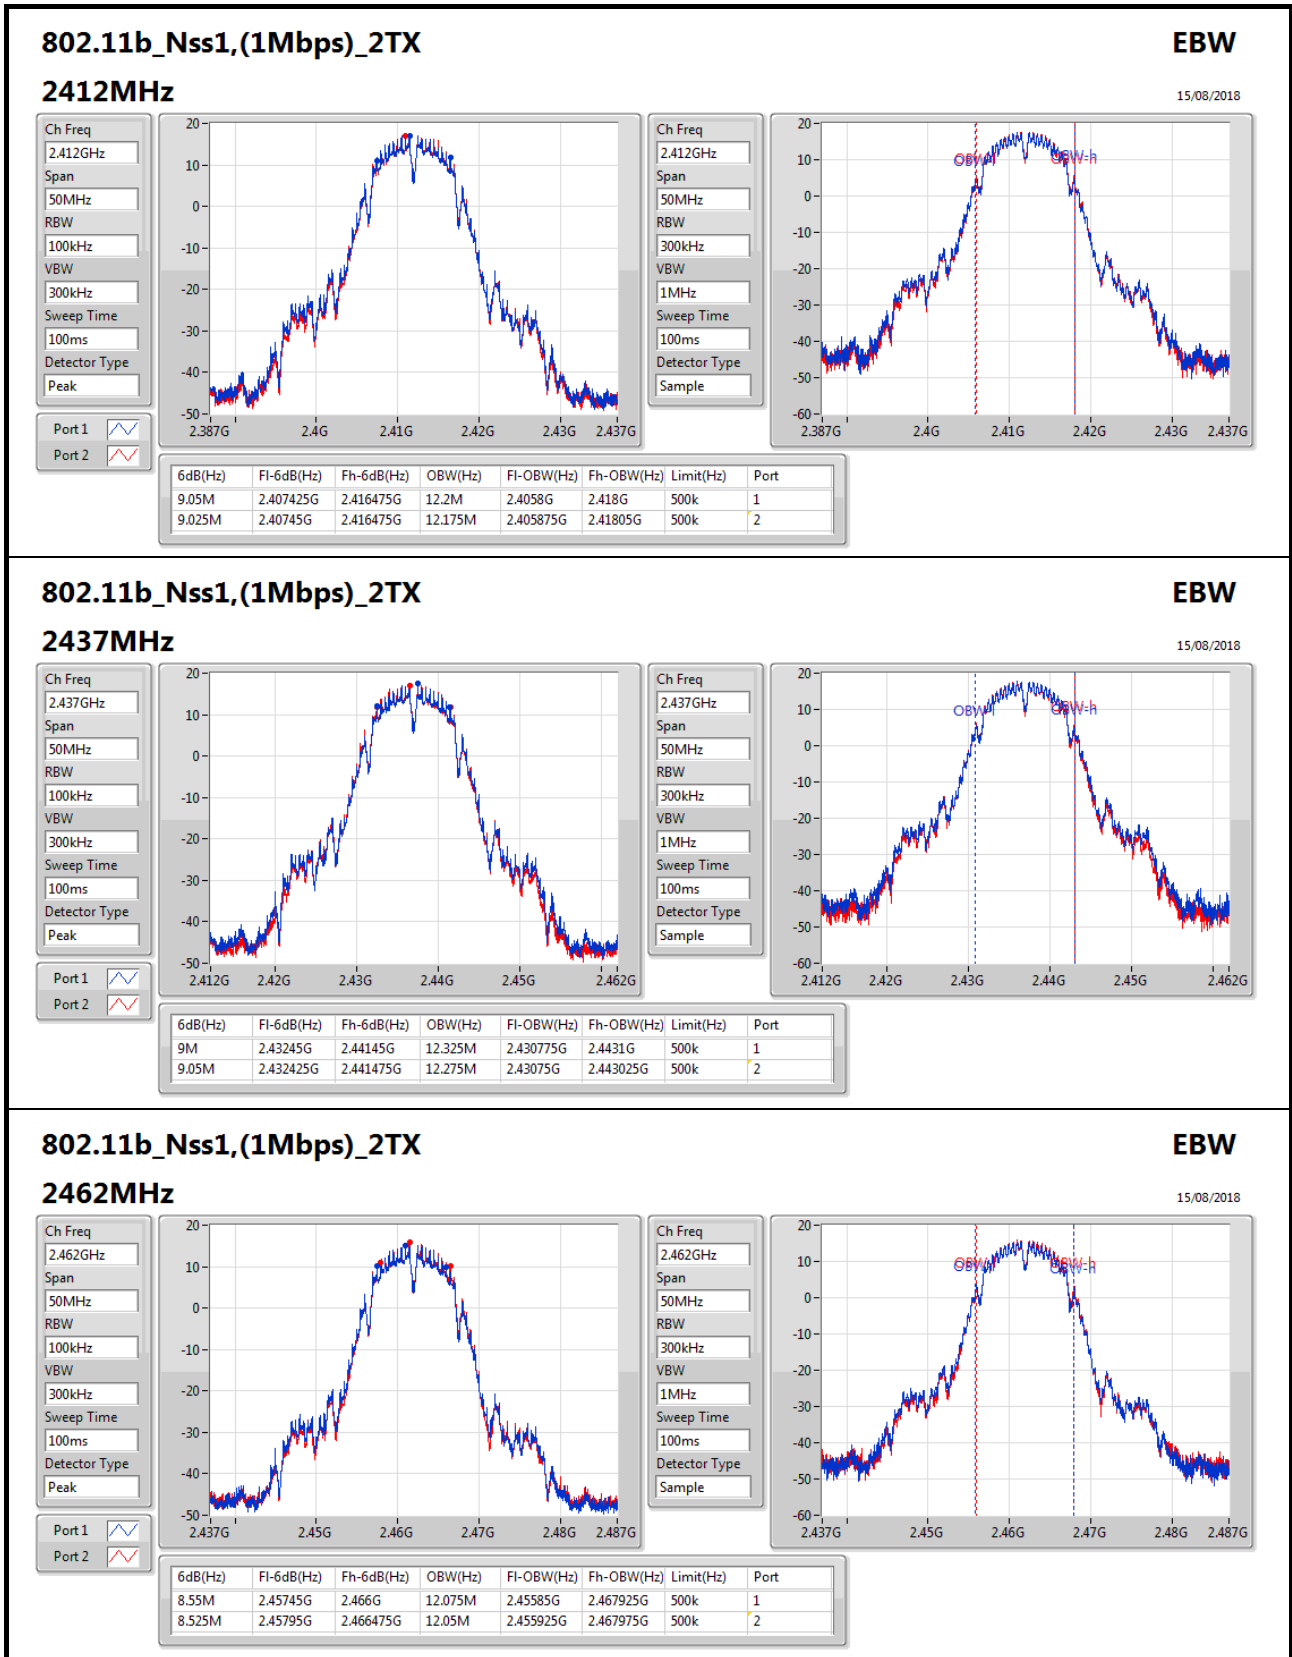 802.11b_Nss1,(1Mbps)_2TX EBW
2412MHz 15/08/2018
Ch Freq
2.412GHz
Span
50MHz
RBW
100kHz
VBW
300kHz
Sweep Time
100ms
Detector Type
Peak
Port 1
Port 2
20
10
0
-10
-20
-30
-40
-50
2.387G 2.4G 2.41G 2.42G 2.43G 2.437G
Ch Freq
2.412GHz
Span
50MHz
RBW
300kHz
VBW
1MHz
Sweep Time
100ms
Detector Type
Sample
20
10
0
-10
-20
-30
-40
-50
-60
OBW OBW-h
2.387G 2.4G 2.41G 2.42G 2.43G 2.437G
6dB(Hz) Fl-6dB(Hz) Fh-6dB(Hz) OBW(Hz) Fl-OBW(Hz) Fh-OBW(Hz) Limit(Hz) Port
9.05M 2.407425G 2.416475G 12.2M 2.4058G 2.418G 500k 1
9.025M 2.40745G 2.416475G 12.175M 2.405875G 2.41805G 500k 2
802.11b_Nss1,(1Mbps)_2TX EBW
2437MHz 15/08/2018
Ch Freq
2.437GHz
Span
50MHz
RBW
100kHz
VBW
300kHz
Sweep Time
100ms
Detector Type
Peak
Port 1
Port 2
20
10
0
-10
-20
-30
-40
-50
2.412G 2.42G 2.43G 2.44G 2.45G 2.462G
Ch Freq
2.437GHz
Span
50MHz
RBW
300kHz
VBW
1MHz
Sweep Time
100ms
Detector Type
Sample
20
10
0
-10
-20
-30
-40
-50
-60
OBW OBW-h
2.412G 2.42G 2.43G 2.44G 2.45G 2.462G
6dB(Hz) Fl-6dB(Hz) Fh-6dB(Hz) OBW(Hz) Fl-OBW(Hz) Fh-OBW(Hz) Limit(Hz) Port
9M 2.43245G 2.44145G 12.325M 2.430775G 2.4431G 500k 1
9.05M 2.432425G 2.441475G 12.275M 2.43075G 2.443025G 500k 2
802.11b_Nss1,(1Mbps)_2TX EBW
2462MHz 15/08/2018
Ch Freq
2.462GHz
Span
50MHz
RBW
100kHz
VBW
300kHz
Sweep Time
100ms
Detector Type
Peak
Port 1
Port 2
20
10
0
-10
-20
-30
-40
-50
2.437G 2.45G 2.46G 2.47G 2.48G 2.487G
Ch Freq
2.462GHz
Span
50MHz
RBW
300kHz
VBW
1MHz
Sweep Time
100ms
Detector Type
Sample
20
10
0
-10
-20
-30
-40
-50
-60
OBW OBW-h
2.437G 2.45G 2.46G 2.47G 2.48G 2.487G
6dB(Hz) Fl-6dB(Hz) Fh-6dB(Hz) OBW(Hz) Fl-OBW(Hz) Fh-OBW(Hz) Limit(Hz) Port
8.55M 2.45745G 2.466G 12.075M 2.45585G 2.467925G 500k 1
8.525M 2.45795G 2.466475G 12.05M 2.455925G 2.467975G 500k 2